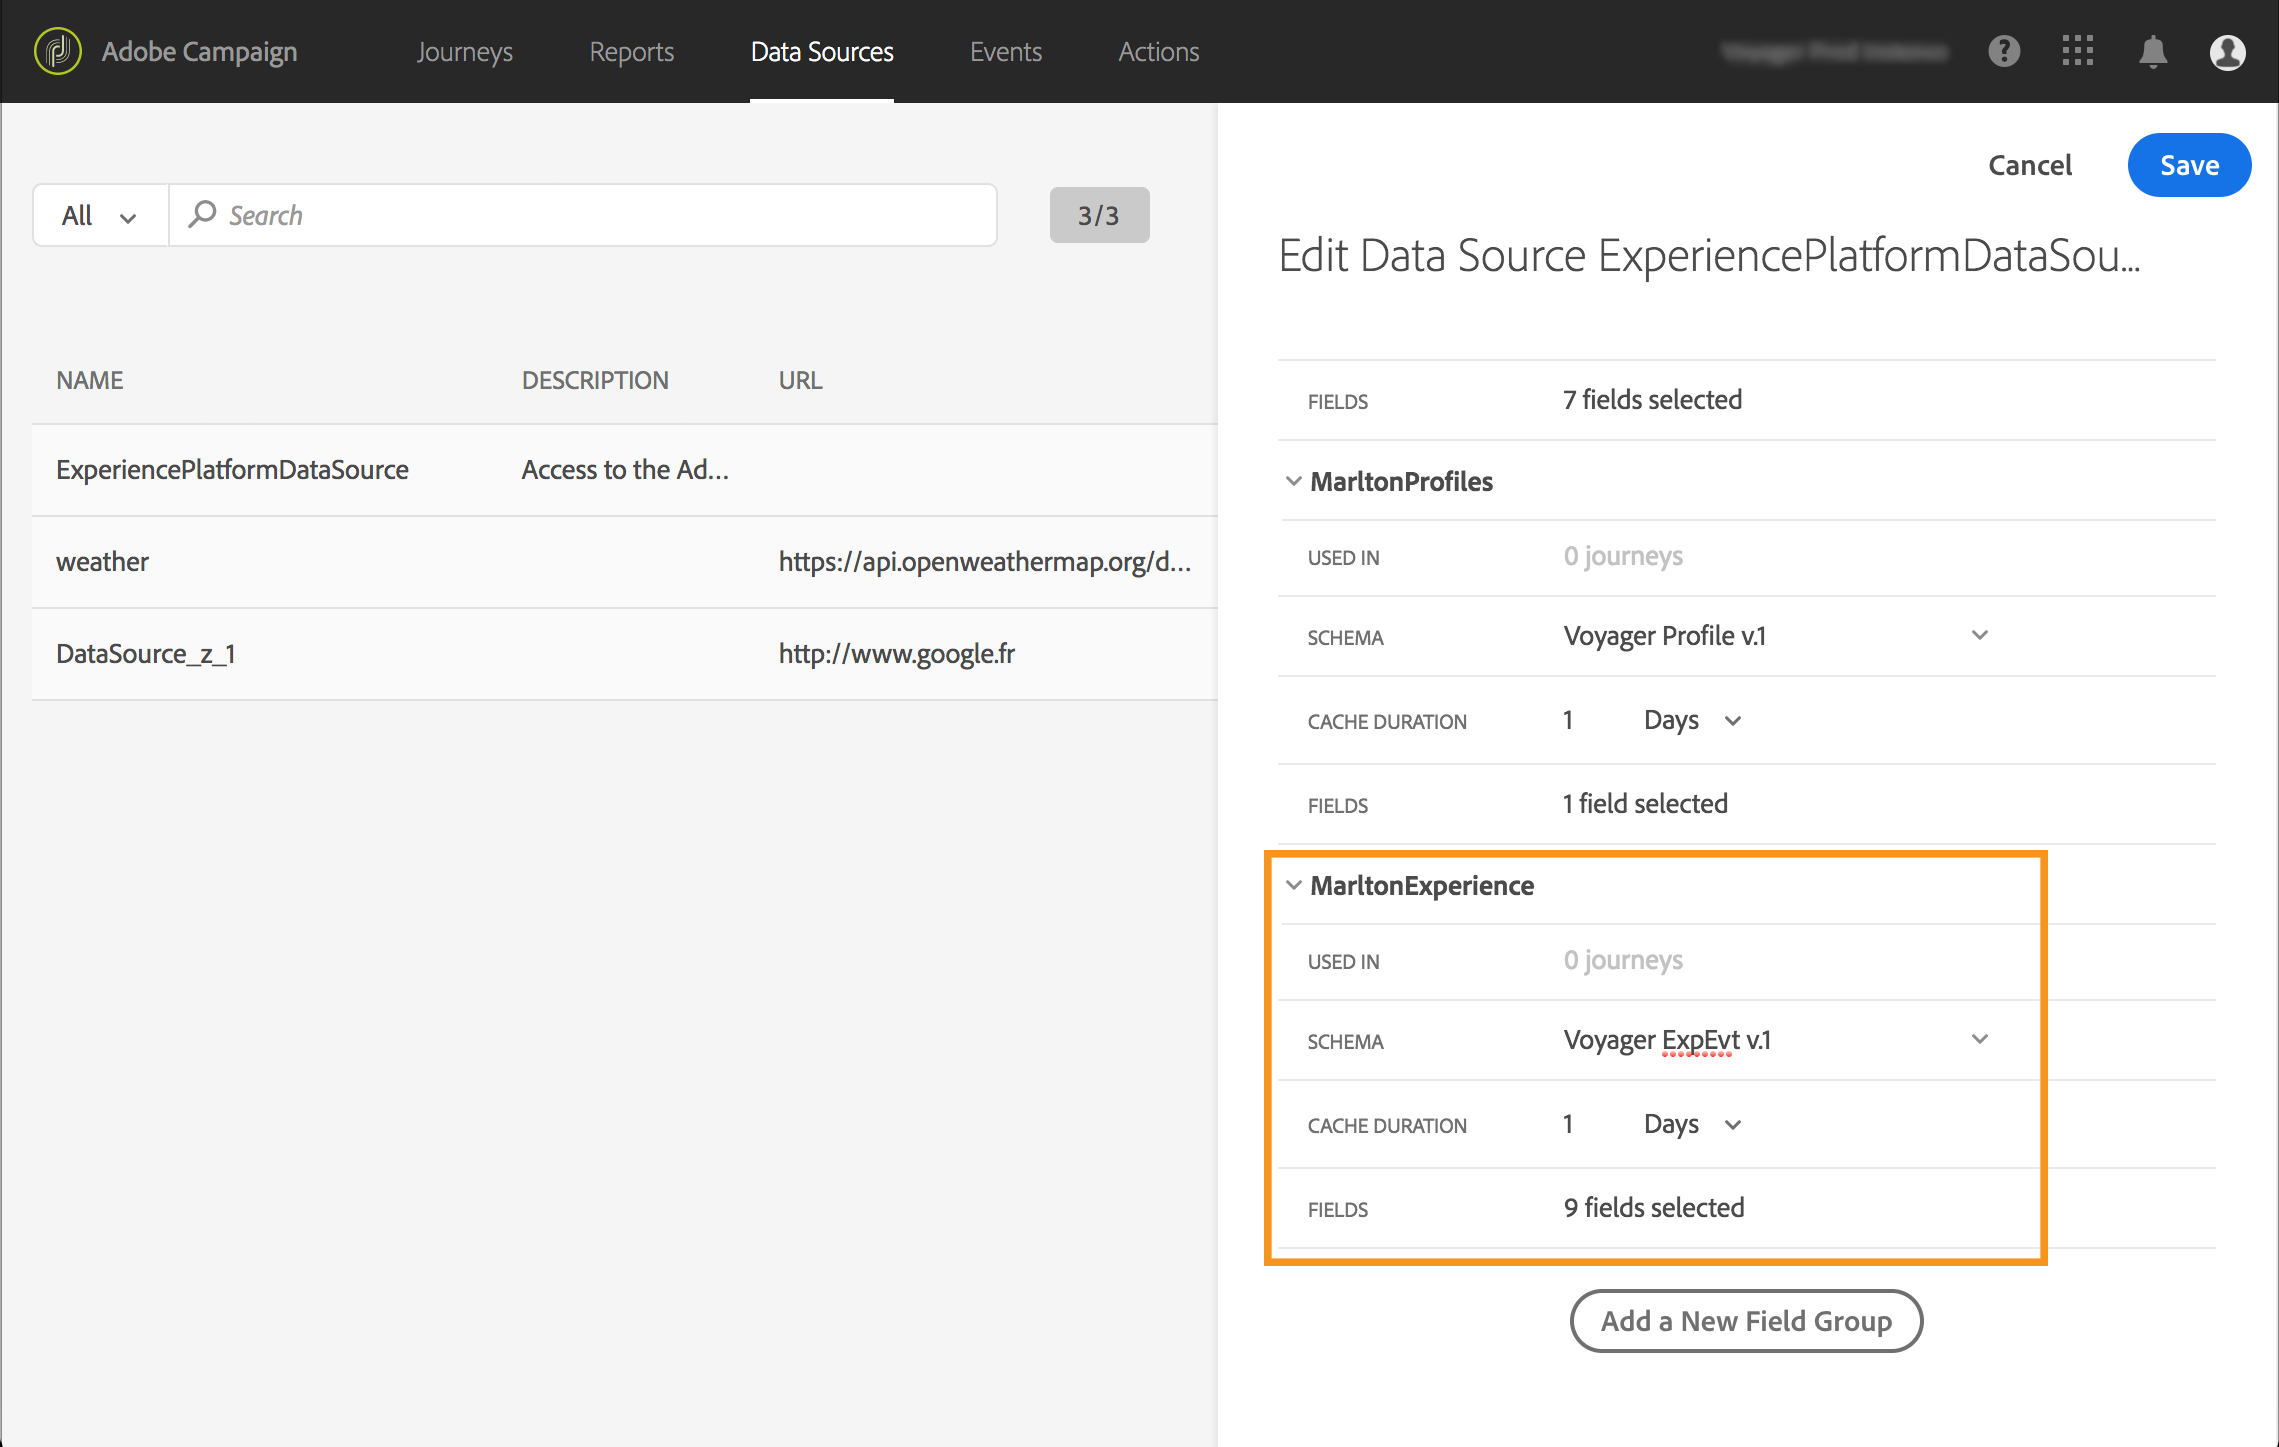 Adobe Campaign Journeys Reports Data Sources Events Actions
Cancel Save
All Search 3/3
Edit Data Source ExperiencePlatformDataSou...
NAME DESCRIPTION URL
ExperiencePlatformDataSource Access to the Ad...
weather https://api.openweathermap.org/d...
DataSource_z_1 http://www.google.fr
FIELDS 7 fields selected
MarltonProfiles
USED IN 0 journeys
SCHEMA Voyager Profile v.1
CACHE DURATION 1 Days
FIELDS 1 field selected
MarltonExperience
USED IN 0 journeys
SCHEMA Voyager ExpEvt v.1
CACHE DURATION 1 Days
FIELDS 9 fields selected
Add a New Field Group